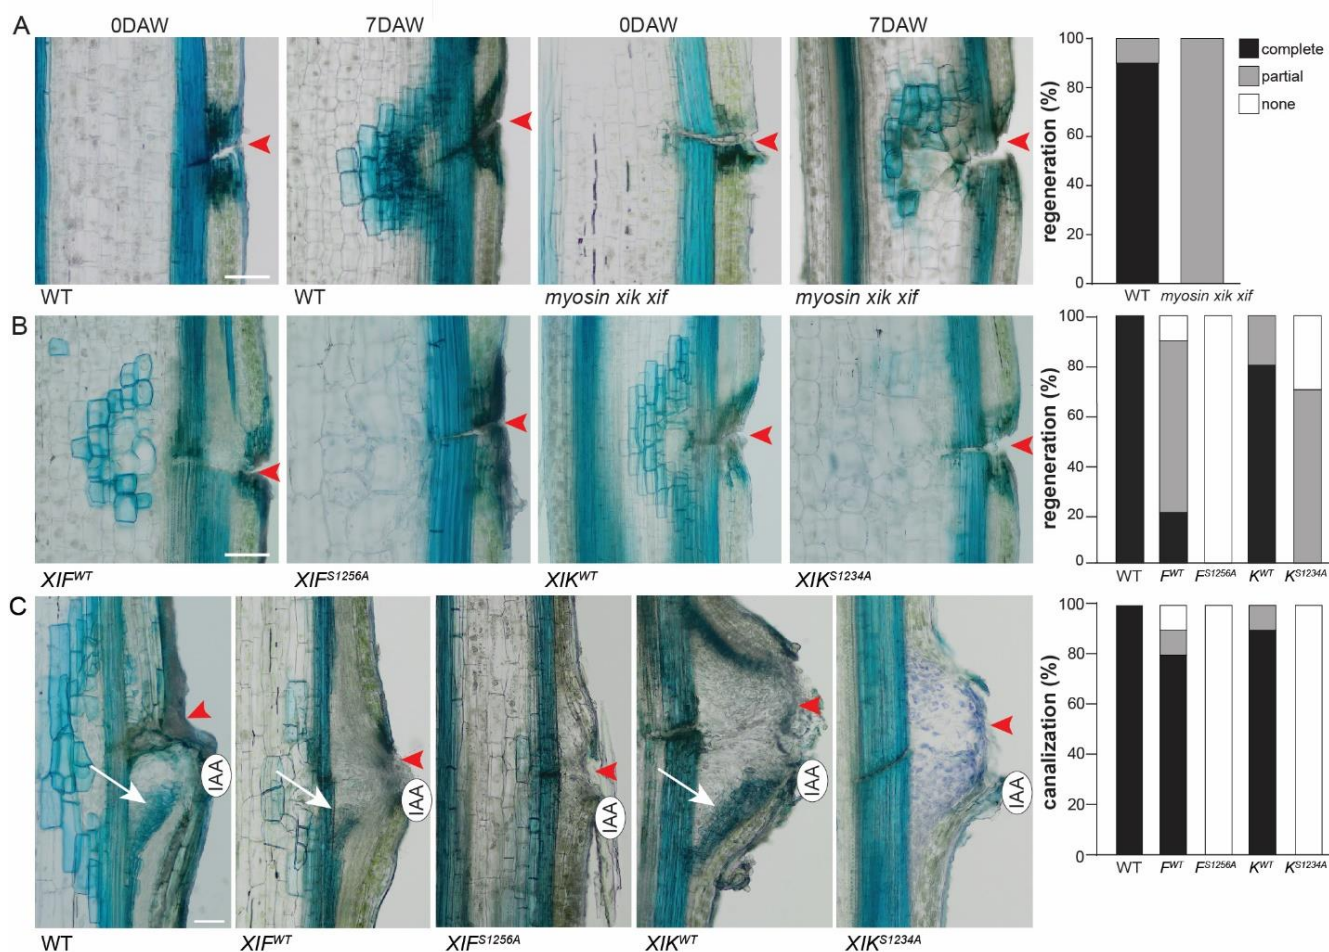 A
0DAW 7DAW 0DAW 7DAW
WT WT myosin xik xif myosin xik xif
regeneration (%)
100
80
60
40
20
0
WT myosin xik xif
complete
partial
none
B
XIF^WT XIF^S1256A XIK^WT XIK^S1234A
regeneration (%)
100
80
60
40
20
0
WT F^WT F^S1256A K^WT K^S1234A
C
IAA IAA IAA IAA IAA
WT XIF^WT XIF^S1256A XIK^WT XIK^S1234A
canalization (%)
100
80
60
40
20
0
WT F^WT F^S1256A K^WT K^S1234A